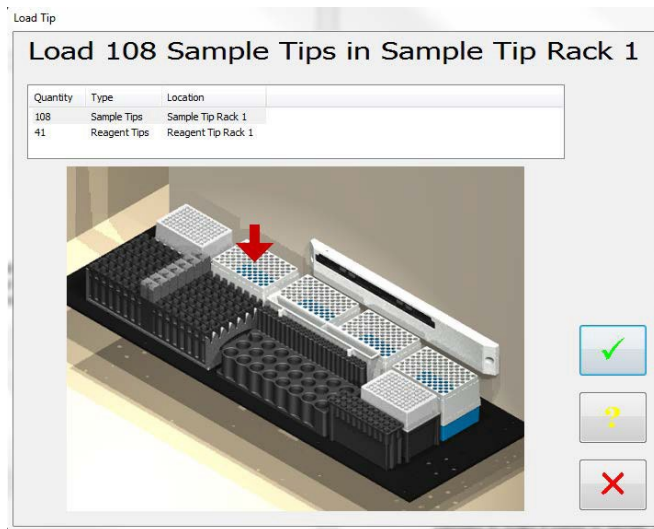 Load Tip
Load 108 Sample Tips in Sample Tip Rack 1
Quantity Type Location
108 Sample Tips Sample Tip Rack 1
41 Reagent Tips Reagent Tip Rack 1
?